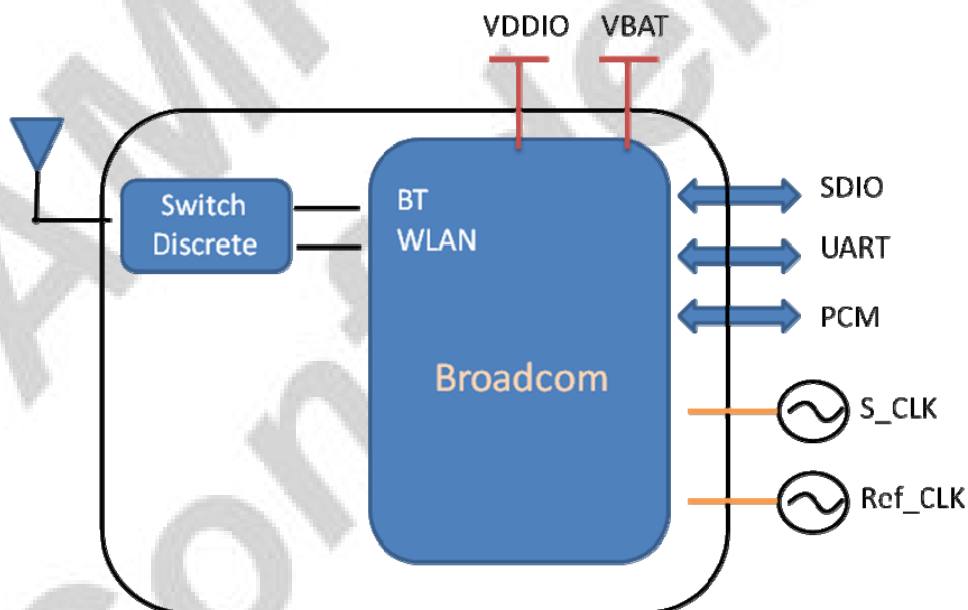 VDDIO VBAT
Switch
Discrete
BT
WLAN
Broadcom
SDIO
UART
PCM
S_CLK
Ref_CLK